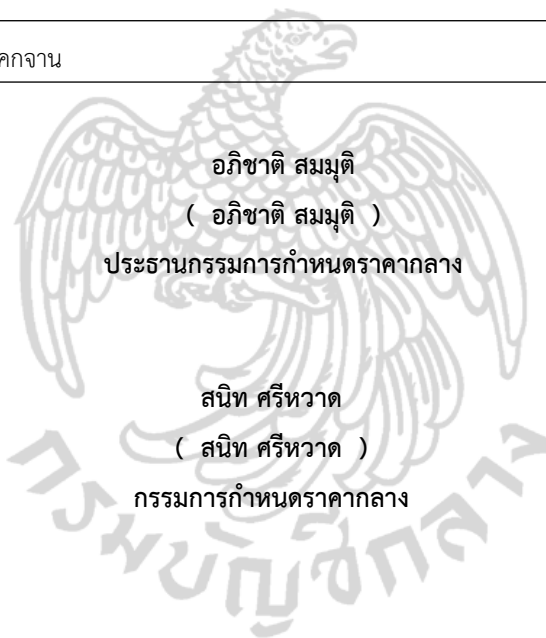 คกจาน
อภิชาติ สมมุติ
( อภิชาติ สมมุติ )
ประธานกรรมการกำหนดราคากลาง
สนิท ศรีหวาด
( สนิท ศรีหวาด )
กรรมการกำหนดราคากลาง
กรมบัญชีกลาง